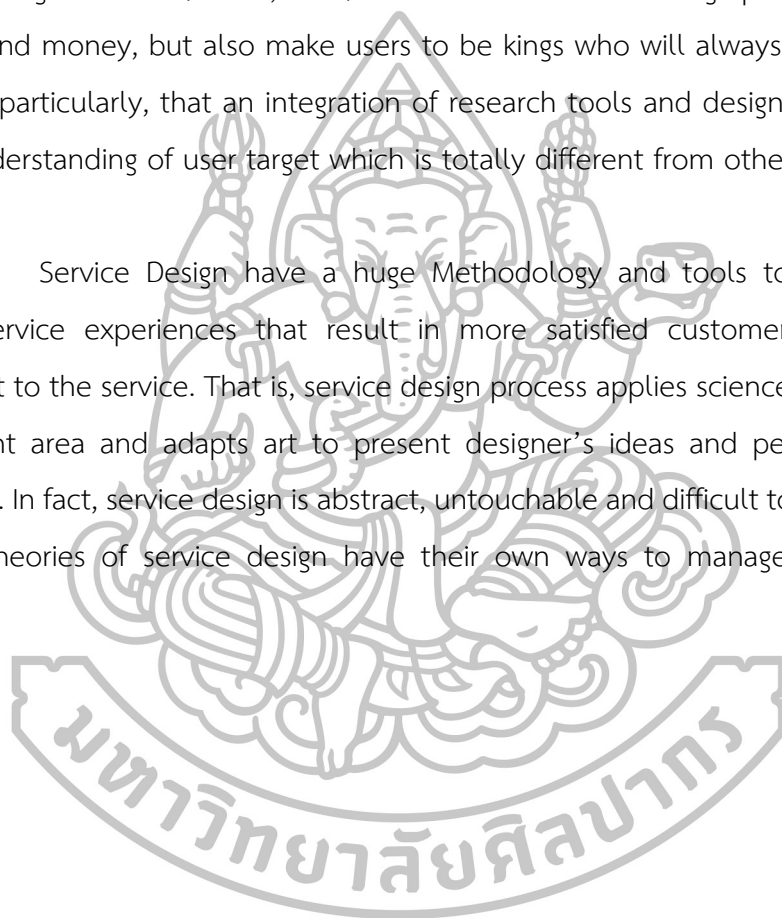 and money, but also make users to be kings who will always
particularly, that an integration of research tools and design
understanding of user target which is totally different from other
Service Design have a huge Methodology and tools to
service experiences that result in more satisfied customer
t to the service. That is, service design process applies science
nt area and adapts art to present designer's ideas and pe
. In fact, service design is abstract, untouchable and difficult to
theories of service design have their own ways to manage
มหาวิทยาลัยศิลปากร